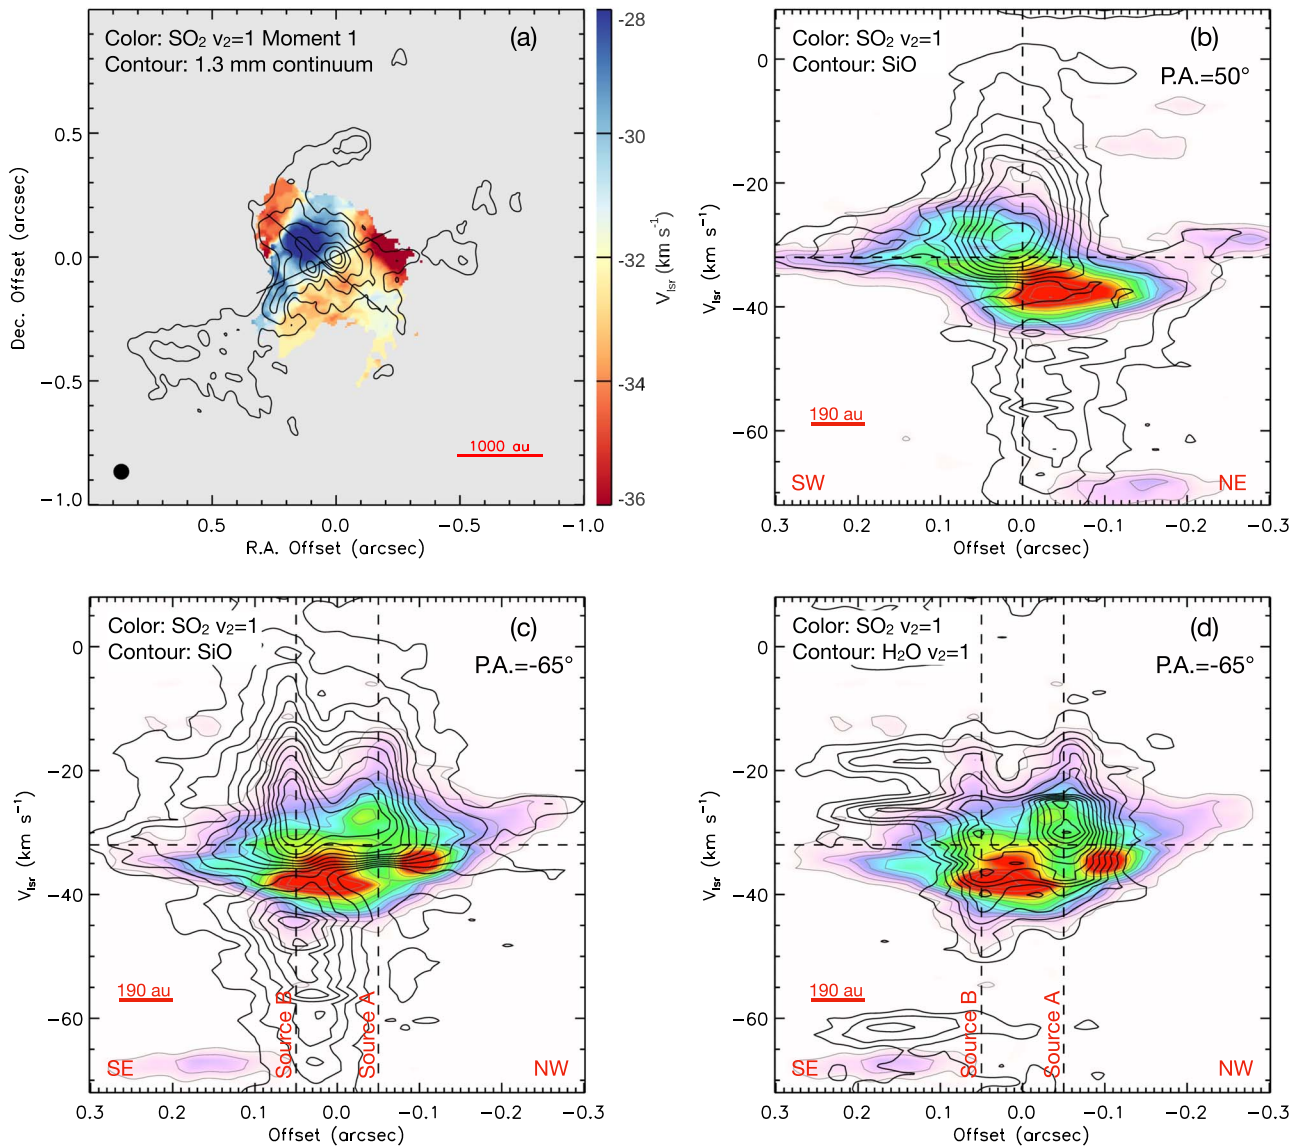 Color: SO₂ v₂=1 Moment 1
Contour: 1.3 mm continuum
(a)
0.5
0.0
−0.5
−1.0
Dec. Offset (arcsec)
1000 au
0.5
0.0
−0.5
−1.0
R.A. Offset (arcsec)
-28
-30
-32
-34
-36
V_lsr (km s⁻¹)
Color: SO₂ v₂=1
Contour: SiO
(b)
P.A.=50°
0
−20
−40
−60
V_lsr (km s⁻¹)
190 au
SW
NE
0.3
0.2
0.1
0.0
−0.1
−0.2
−0.3
Offset (arcsec)
Color: SO₂ v₂=1
Contour: SiO
(c)
P.A.=-65°
0
−20
−40
−60
V_lsr (km s⁻¹)
190 au
Source B
Source A
SE
NW
0.3
0.2
0.1
0.0
−0.1
−0.2
−0.3
Offset (arcsec)
Color: SO₂ v₂=1
Contour: H₂O v₂=1
(d)
P.A.=-65°
0
−20
−40
−60
V_lsr (km s⁻¹)
190 au
Source B
Source A
SE
NW
0.3
0.2
0.1
0.0
−0.1
−0.2
−0.3
Offset (arcsec)